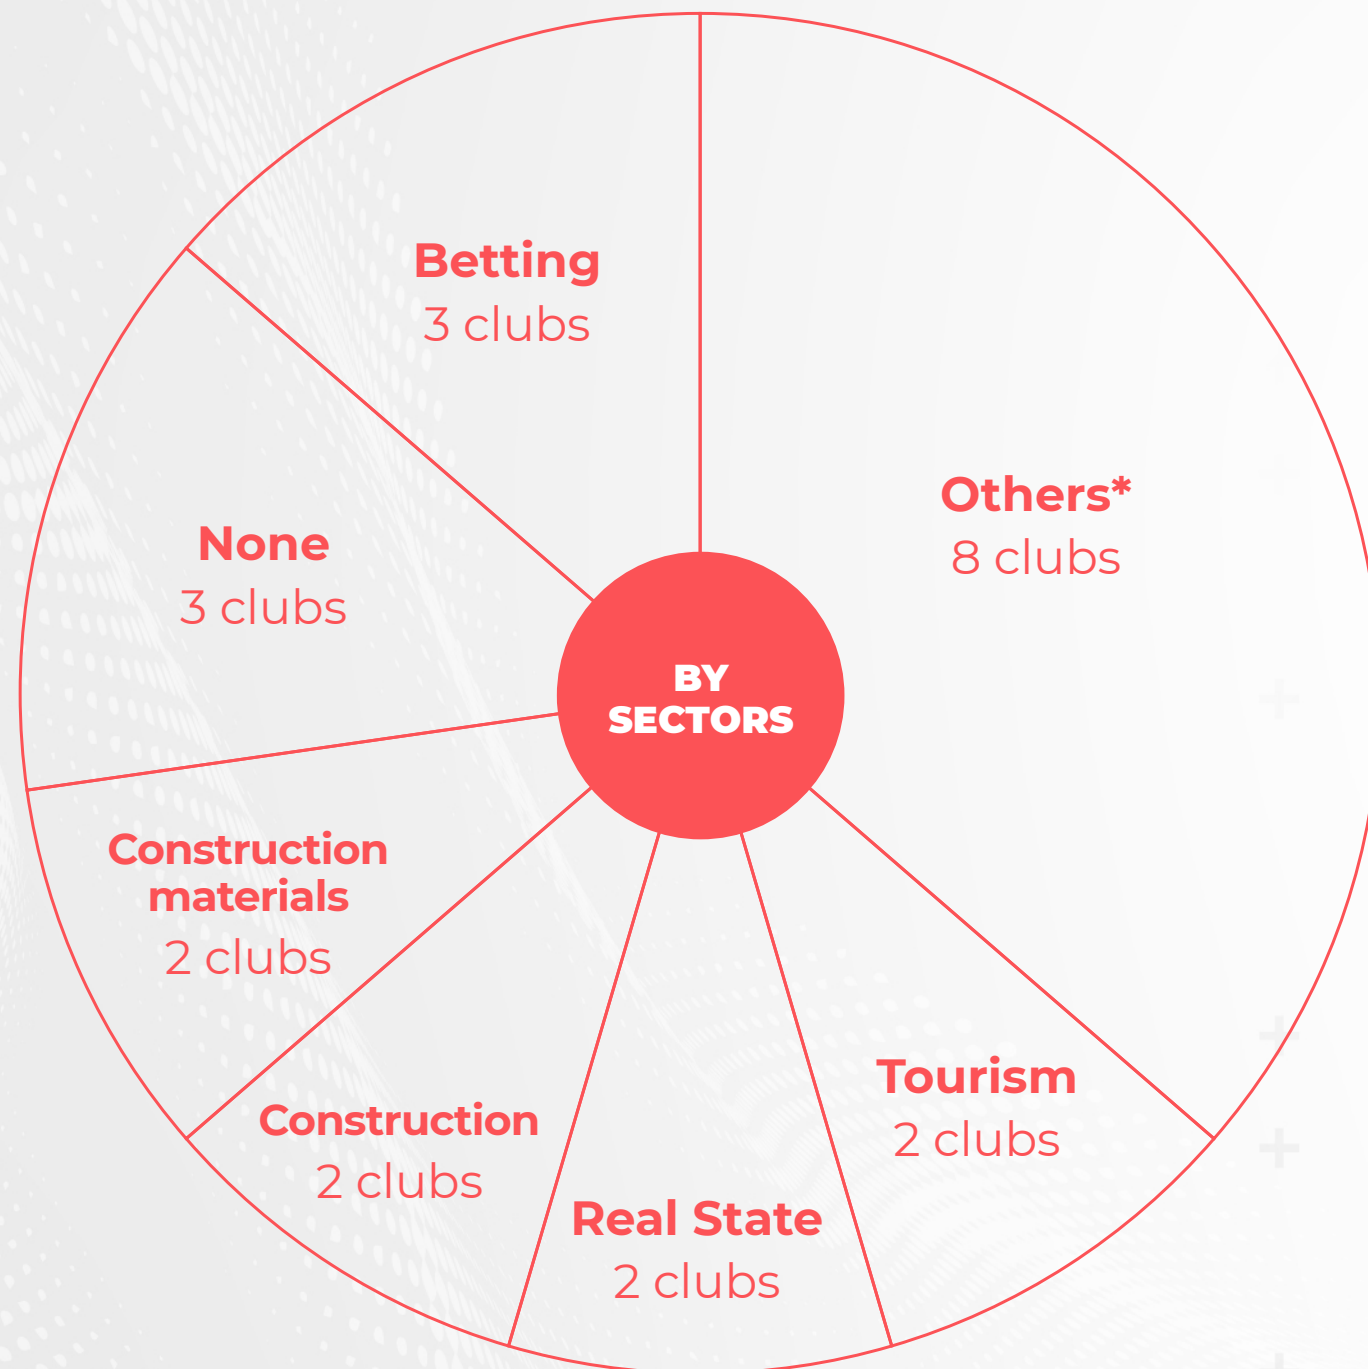 Betting
3 clubs
Others*
8 clubs
None
3 clubs
BY
SECTORS
Construction
materials
2 clubs
Tourism
2 clubs
Construction
2 clubs
Real State
2 clubs